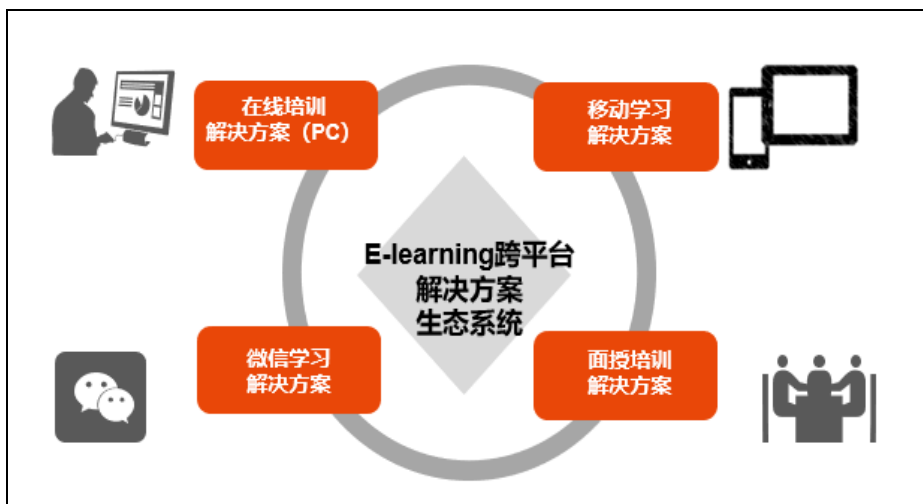 在线培训
解决方案（PC）
移动学习
解决方案
E-learning跨平台
解决方案
生态系统
微信学习
解决方案
面授培训
解决方案